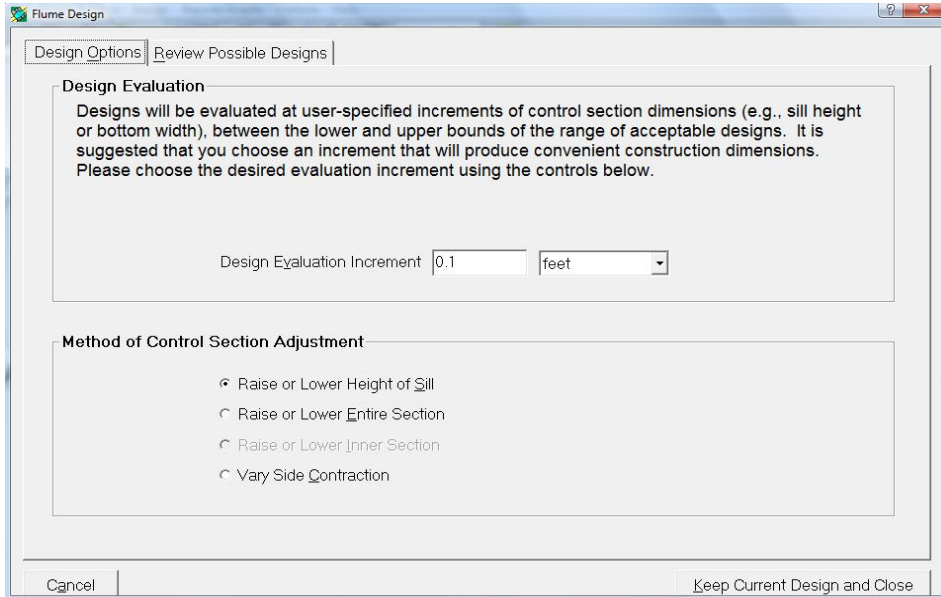 Flume Design
Design Options Review Possible Designs
Design Evaluation
Designs will be evaluated at user-specified increments of control section dimensions (e.g., sill height
or bottom width), between the lower and upper bounds of the range of acceptable designs. It is
suggested that you choose an increment that will produce convenient construction dimensions.
Please choose the desired evaluation increment using the controls below.
Design Evaluation Increment 0.1 feet
Method of Control Section Adjustment
Raise or Lower Height of Sill
Raise or Lower Entire Section
Raise or Lower Inner Section
Vary Side Contraction
Cancel Keep Current Design and Close